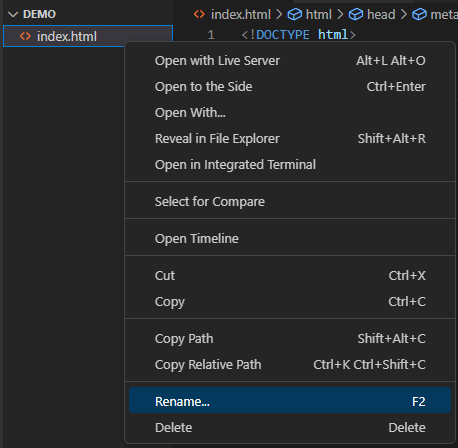 DEMO
index.html
index.html > html > head > meta
1 <!DOCTYPE html>
Open with Live Server Alt+L Alt+O
Open to the Side Ctrl+Enter
Open With...
Reveal in File Explorer Shift+Alt+R
Open in Integrated Terminal
Select for Compare
Open Timeline
Cut Ctrl+X
Copy Ctrl+C
Copy Path Shift+Alt+C
Copy Relative Path Ctrl+K Ctrl+Shift+C
Rename... F2
Delete Delete